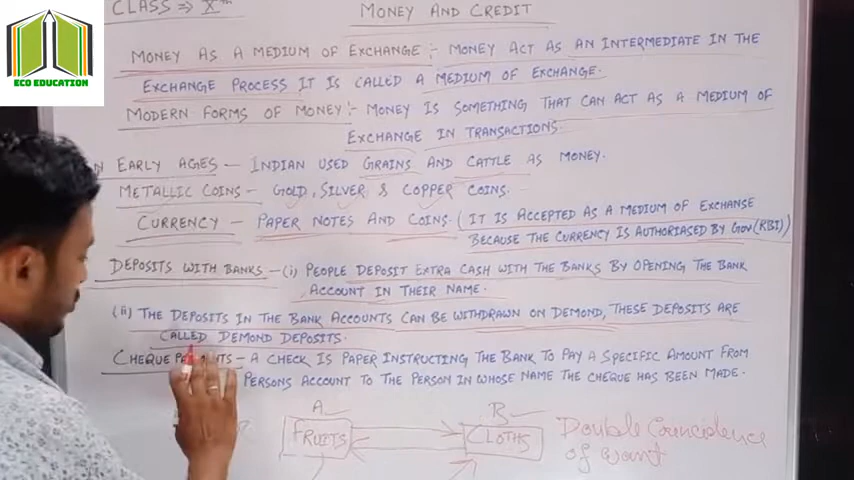 CLASS ⇒ Xth
MONEY AND CREDIT
ECO EDUCATION
MONEY AS A MEDIUM OF EXCHANGE :- MONEY ACT AS AN INTERMEDIATE IN THE
EXCHANGE PROCESS IT IS CALLED A MEDIUM OF EXCHANGE.
MODERN FORMS OF MONEY :- MONEY IS SOMETHING THAT CAN ACT AS A MEDIUM OF
EXCHANGE IN TRANSACTIONS.
EARLY AGES - INDIAN USED GRAINS AND CATTLE AS MONEY.
METALLIC COINS - GOLD, SILVER & COPPER COINS.
CURRENCY - PAPER NOTES AND COINS. (IT IS ACCEPTED AS A MEDIUM OF EXCHANSE
BECAUSE THE CURRENCY IS AUTHORIASED BY GOV(RBI))
DEPOSITS WITH BANKS - (i) PEOPLE DEPOSIT EXTRA CASH WITH THE BANKS BY OPENING THE BANK
ACCOUNT IN THEIR NAME.
(ii) THE DEPOSITS IN THE BANK ACCOUNTS CAN BE WITHDRAWN ON DEMAND, THESE DEPOSITS ARE
CALLED DEMOND DEPOSITS.
CHEQUE - A CHECK IS PAPER INSTRUCTING THE BANK TO PAY A SPECIFIC AMOUNT FROM
PERSONS ACCOUNT TO THE PERSON IN WHOSE NAME THE CHEQUE HAS BEEN MADE.
A B
FRUITS CLOTHS Double Coincidence
of want